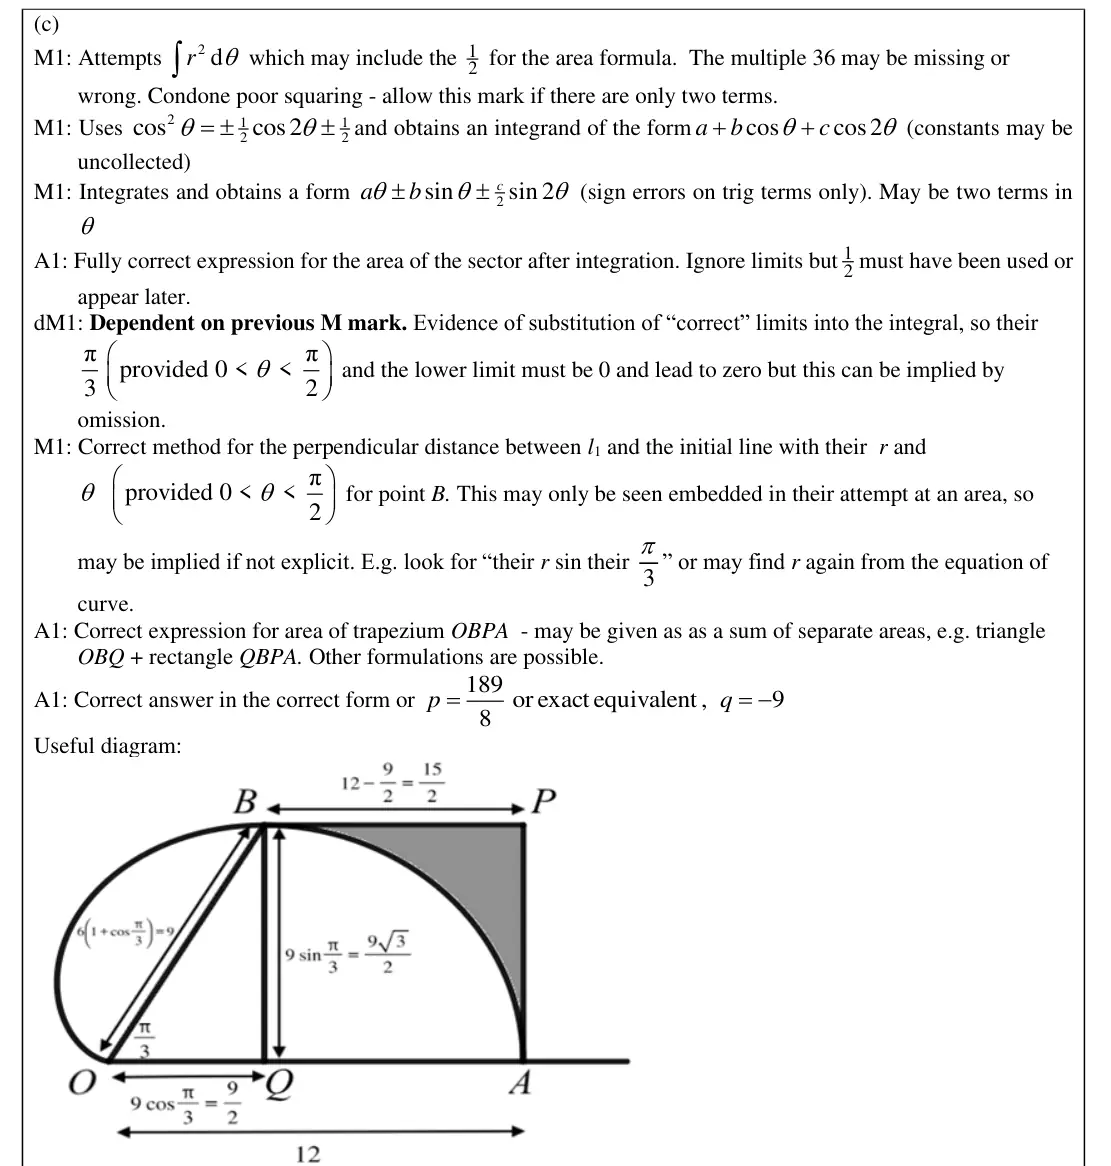 (c)
M1: Attempts ∫ r² dθ which may include the 1/2 for the area formula. The multiple 36 may be missing or
wrong. Condone poor squaring - allow this mark if there are only two terms.
M1: Uses cos² θ = ± 1/2 cos 2θ ± 1/2 and obtains an integrand of the form a + b cos θ + c cos 2θ (constants may be
uncollected)
M1: Integrates and obtains a form aθ ± b sin θ ± c/2 sin 2θ (sign errors on trig terms only). May be two terms in
θ
A1: Fully correct expression for the area of the sector after integration. Ignore limits but 1/2 must have been used or
appear later.
dM1: Dependent on previous M mark. Evidence of substitution of “correct” limits into the integral, so their
π/3 (provided 0 < θ < π/2) and the lower limit must be 0 and lead to zero but this can be implied by
omission.
M1: Correct method for the perpendicular distance between l₁ and the initial line with their r and
θ (provided 0 < θ < π/2) for point B. This may only be seen embedded in their attempt at an area, so
may be implied if not explicit. E.g. look for “their r sin their π/3” or may find r again from the equation of
curve.
A1: Correct expression for area of trapezium OBPA - may be given as as a sum of separate areas, e.g. triangle
OBQ + rectangle QBPA. Other formulations are possible.
A1: Correct answer in the correct form or p = 189/8 or exact equivalent, q = −9
Useful diagram:
12 − 9/2 = 15/2
B P
6(1 + cos π/3) = 9
9 sin π/3 = 9√3/2
π/3
O Q A
9 cos π/3 = 9/2
12